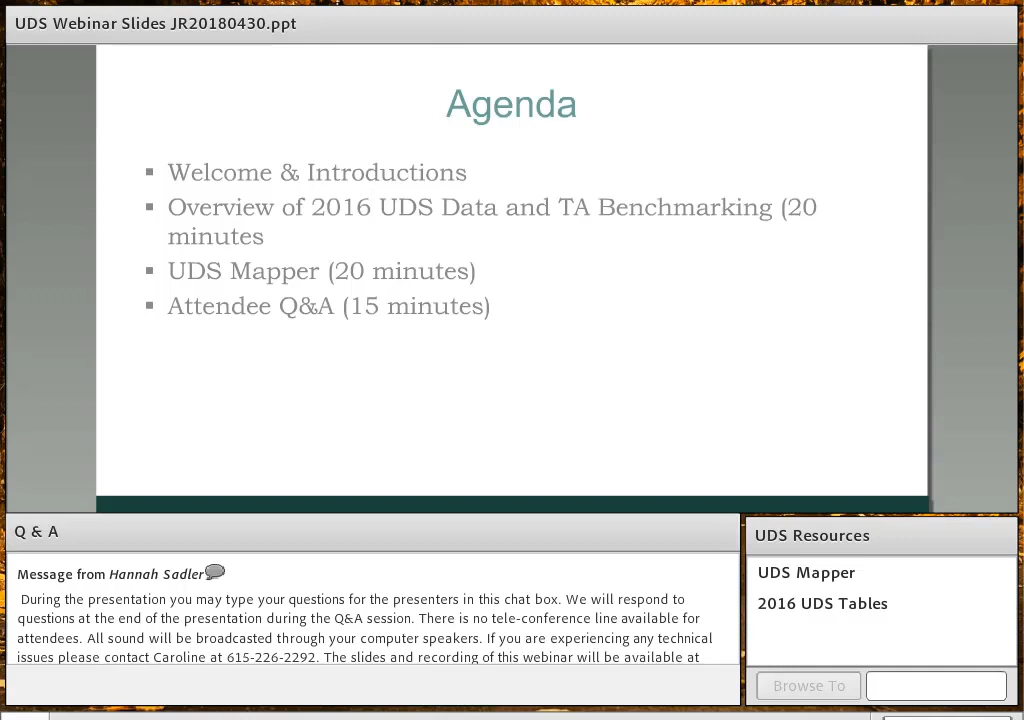 UDS Webinar Slides JR20180430.ppt
Agenda
▪ Welcome & Introductions
▪ Overview of 2016 UDS Data and TA Benchmarking (20
minutes
▪ UDS Mapper (20 minutes)
▪ Attendee Q&A (15 minutes)
Q & A
Message from Hannah Sadler
During the presentation you may type your questions for the presenters in this chat box. We will respond to
questions at the end of the presentation during the Q&A session. There is no tele-conference line available for
attendees. All sound will be broadcasted through your computer speakers. If you are experiencing any technical
issues please contact Caroline at 615-226-2292. The slides and recording of this webinar will be available at
UDS Resources
UDS Mapper
2016 UDS Tables
Browse To